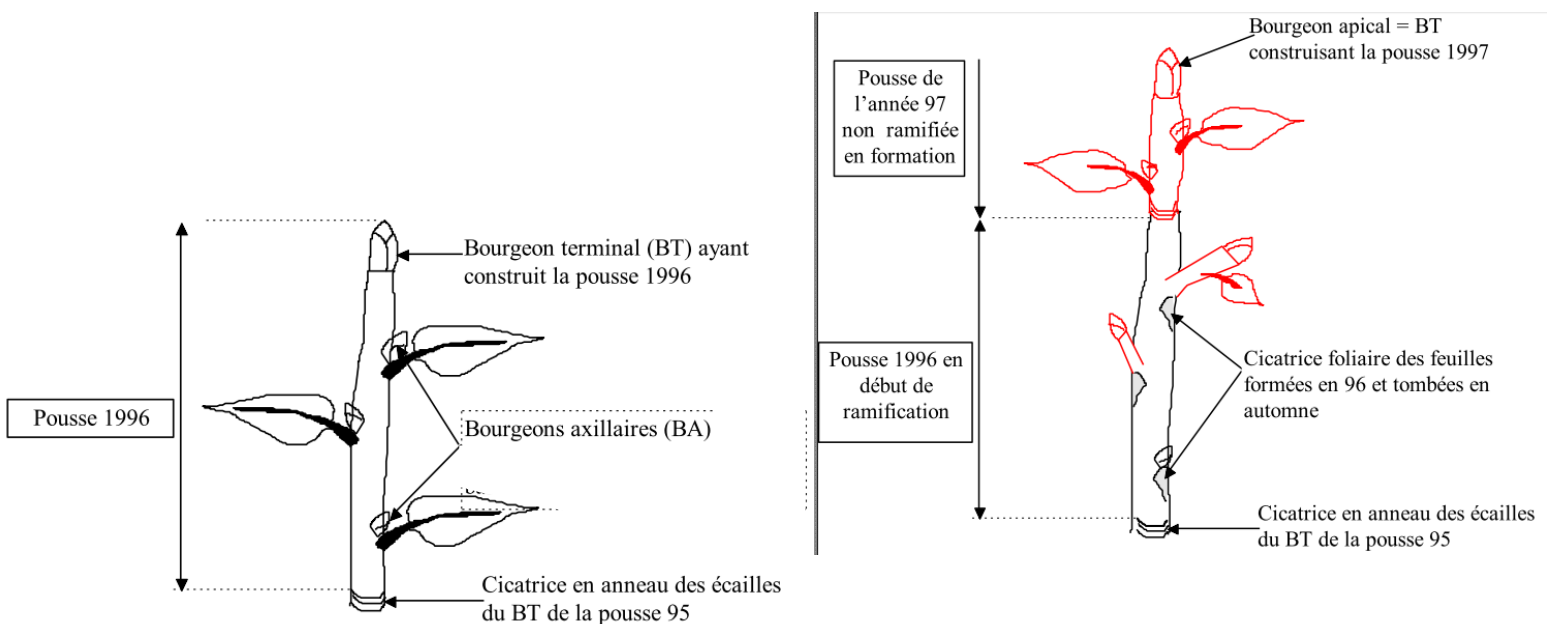 Bourgeon terminal (BT) ayant
construit la pousse 1996
Pousse 1996
Bourgeons axillaires (BA)
Cicatrice en anneau des écailles
du BT de la pousse 95
Bourgeon apical = BT
construisant la pousse 1997
Pousse de
l’année 97
non ramifiée
en formation
Pousse 1996 en
début de
ramification
Cicatrice foliaire des feuilles
formées en 96 et tombées en
automne
Cicatrice en anneau des écailles
du BT de la pousse 95